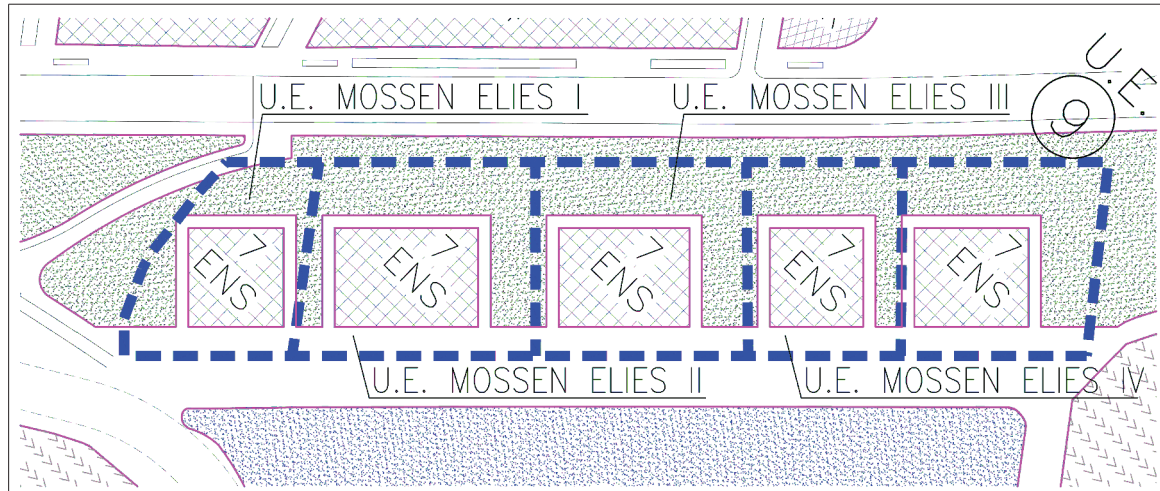 U.E.
9
U.E. MOSSEN ELIES I
U.E. MOSSEN ELIES III
7
ENS
7
ENS
7
ENS
7
ENS
7
ENS
U.E. MOSSEN ELIES II
U.E. MOSSEN ELIES IV